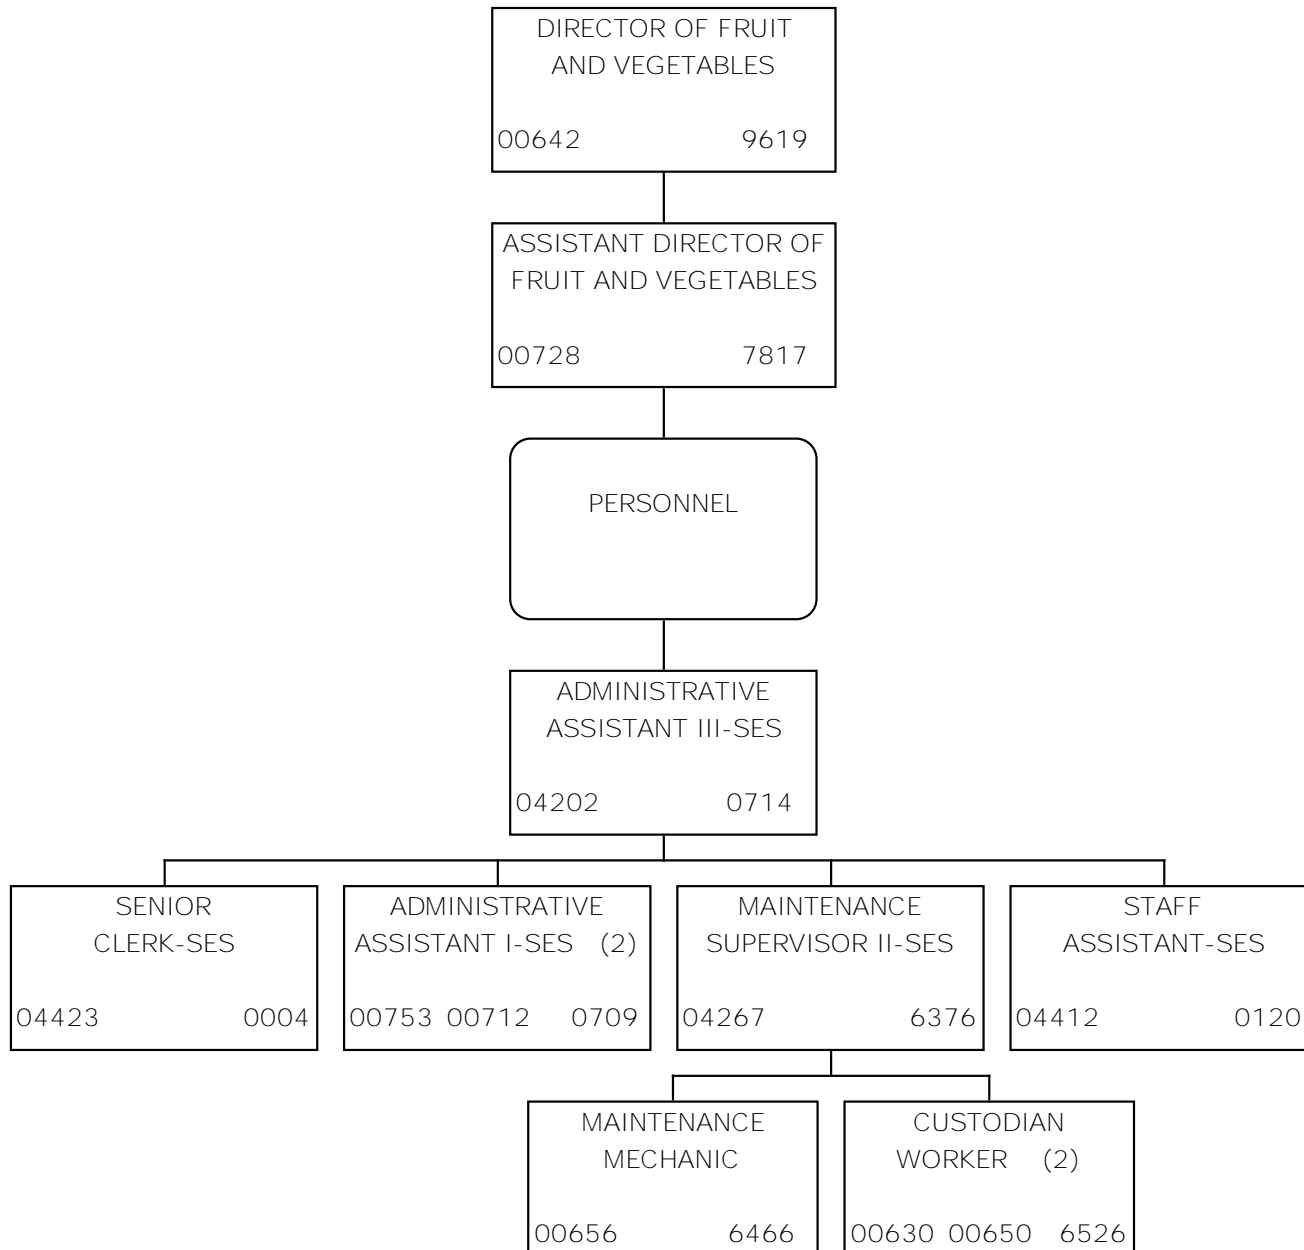 DIRECTOR OF FRUIT
AND VEGETABLES
00642 9619
ASSISTANT DIRECTOR OF
FRUIT AND VEGETABLES
00728 7817
PERSONNEL
ADMINISTRATIVE
ASSISTANT III-SES
04202 0714
SENIOR
CLERK-SES
04423 0004
ADMINISTRATIVE
ASSISTANT I-SES (2)
00753 00712 0709
MAINTENANCE
SUPERVISOR II-SES
04267 6376
STAFF
ASSISTANT-SES
04412 0120
MAINTENANCE
MECHANIC
00656 6466
CUSTODIAN
WORKER (2)
00630 00650 6526